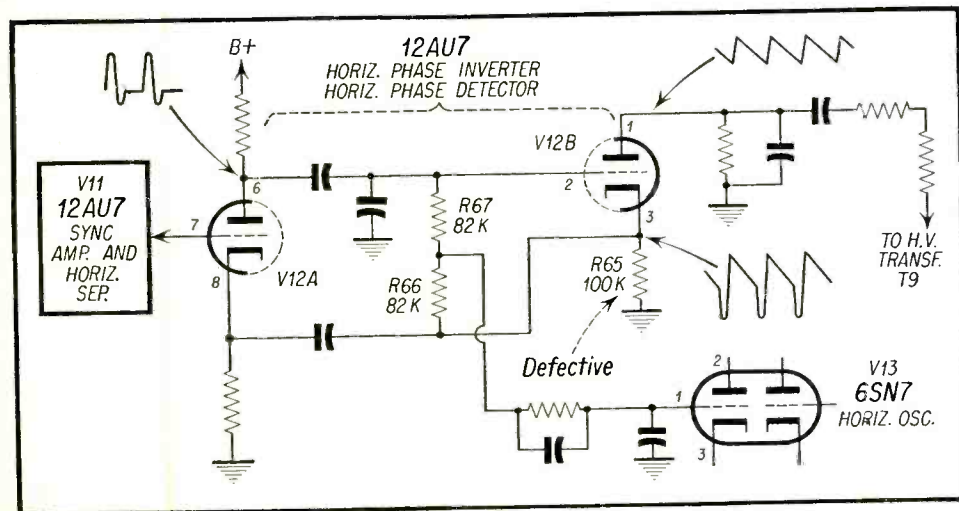 B+
12AU7
HORIZ. PHASE INVERTER
HORIZ. PHASE DETECTOR
V12B
1
2
3
V11
12AU7
SYNC
AMP. AND
HORIZ.
SEP.
7
6
8
V12A
R67
82 K
R66
82 K
R65
100 K
Defective
TO H.V.
TRANSF.
T9
2
1
3
V13
6SN7
HORIZ. OSC.